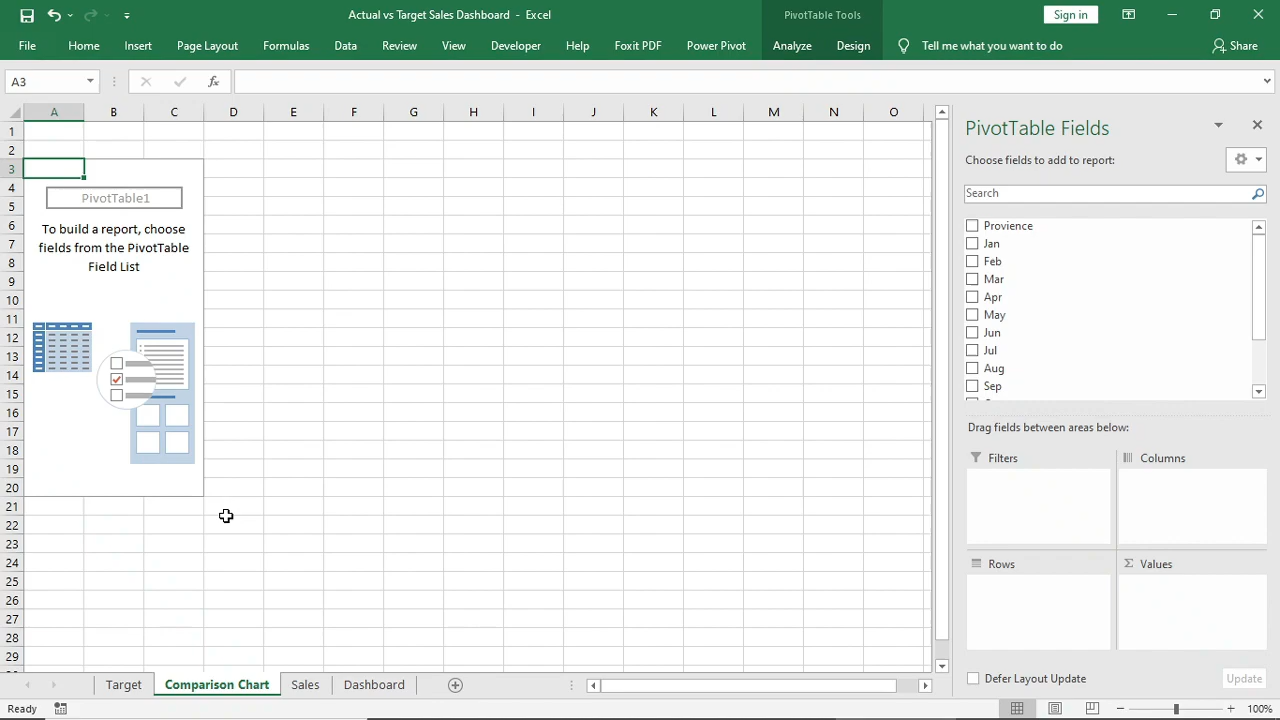 Actual vs Target Sales Dashboard - Excel
PivotTable Tools
Sign in
File Home Insert Page Layout Formulas Data Review View Developer Help Foxit PDF Power Pivot Analyze Design Tell me what you want to do Share
A3
fx
A B C D E F G H I J K L M N O
1
2
3
4
5
6
7
8
9
10
11
12
13
14
15
16
17
18
19
20
21
22
23
24
25
26
27
28
29
PivotTable1
To build a report, choose
fields from the PivotTable
Field List
PivotTable Fields
Choose fields to add to report:
Search
Provience
Jan
Feb
Mar
Apr
May
Jun
Jul
Aug
Sep
Drag fields between areas below:
Filters
Columns
Rows
Values
Defer Layout Update
Update
Target Comparison Chart Sales Dashboard
Ready
100%